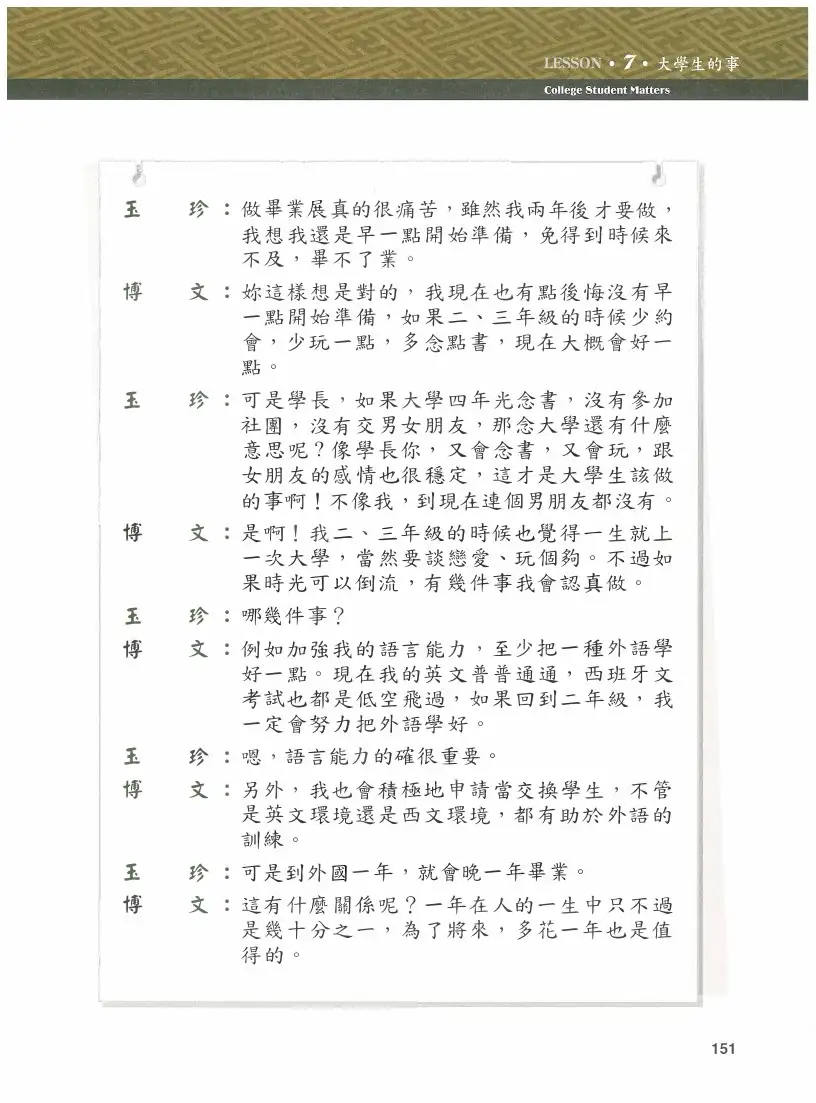 LESSON • 7 • 大學生的事
College Student Matters
玉　珍：做畢業展真的很痛苦，雖然我兩年後才要做，
我想我還是早一點開始準備，免得到時候來
不及，畢不了業。
博　文：妳這樣想是對的，我現在也有點後悔沒有早
一點開始準備，如果二、三年級的時候少約
會，少玩一點，多念點書，現在大概會好一
點。
玉　珍：可是學長，如果大學四年光念書，沒有參加
社團，沒有交男女朋友，那念大學還有什麼
意思呢？像學長你，又會念書，又會玩，跟
女朋友的感情也很穩定，這才是大學生該做
的事啊！不像我，到現在連個男朋友都沒有。
博　文：是啊！我二、三年級的時候也覺得一生就上
一次大學，當然要談戀愛、玩個夠。不過如
果時光可以倒流，有幾件事我會認真做。
玉　珍：哪幾件事？
博　文：例如加強我的語言能力，至少把一種外語學
好一點。現在我的英文普普通通，西班牙文
考試也都是低空飛過，如果回到二年級，我
一定會努力把外語學好。
玉　珍：嗯，語言能力的確很重要。
博　文：另外，我也會積極地申請當交換學生，不管
是英文環境還是西文環境，都有助於外語的
訓練。
玉　珍：可是到外國一年，就會晚一年畢業。
博　文：這有什麼關係呢？一年在人的一生中只不過
是幾十分之一，為了將來，多花一年也是值
得的。
151